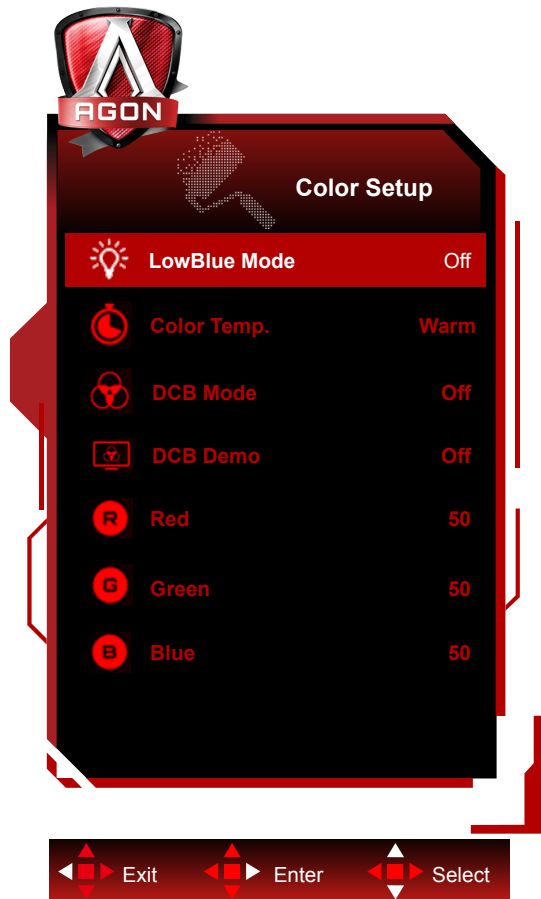 AGON
Color Setup
LowBlue Mode Off
Color Temp. Warm
DCB Mode Off
DCB Demo Off
R Red 50
G Green 50
B Blue 50
Exit Enter Select